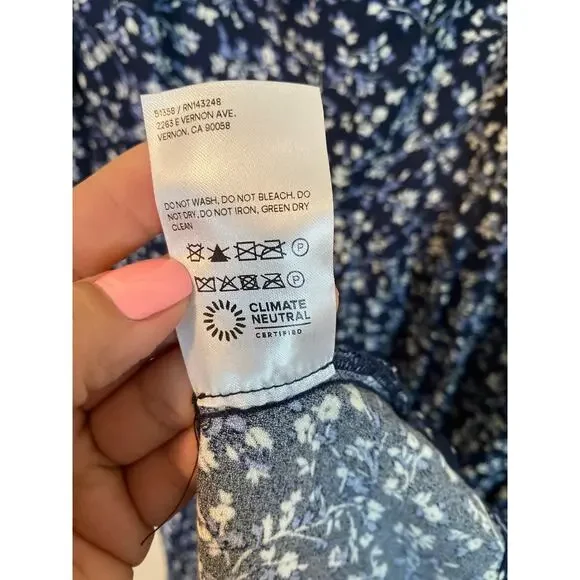 51358 / RN143248
2263 E VERNON AVE.
VERNON, CA 90058
DO NOT WASH, DO NOT BLEACH. DO
NOT DRY, DO NOT IRON, GREEN DRY
CLEAN
P
P
CLIMATE
NEUTRAL
CERTIFIED